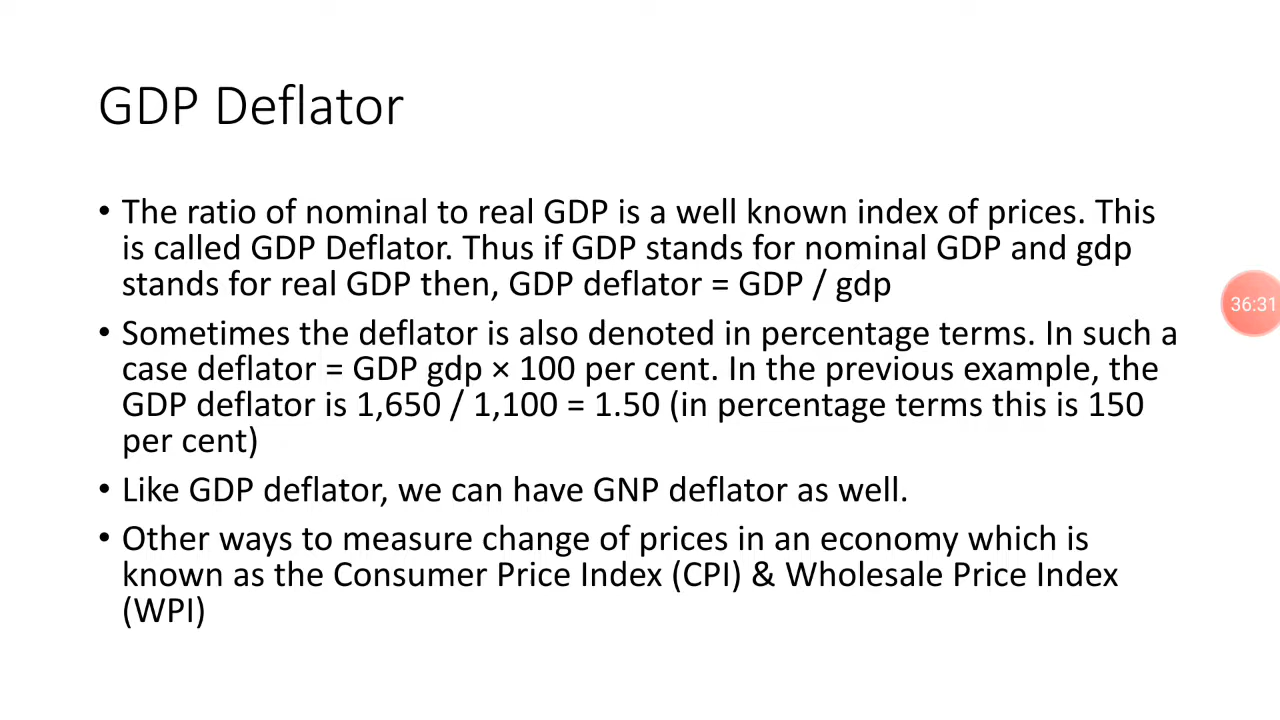 GDP Deflator
• The ratio of nominal to real GDP is a well known index of prices. This
is called GDP Deflator. Thus if GDP stands for nominal GDP and gdp
stands for real GDP then, GDP deflator = GDP / gdp
• Sometimes the deflator is also denoted in percentage terms. In such a
case deflator = GDP gdp × 100 per cent. In the previous example, the
GDP deflator is 1,650 / 1,100 = 1.50 (in percentage terms this is 150
per cent)
• Like GDP deflator, we can have GNP deflator as well.
• Other ways to measure change of prices in an economy which is
known as the Consumer Price Index (CPI) & Wholesale Price Index
(WPI)
36:31